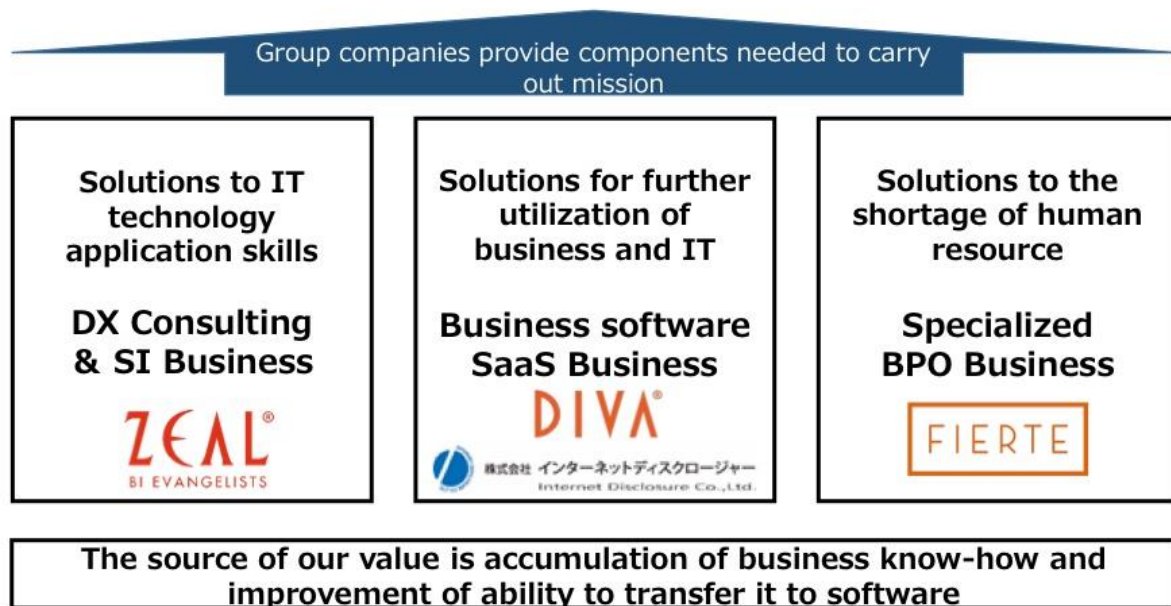 Group companies provide components needed to carry
out mission
Solutions to IT
technology
application skills
DX Consulting
& SI Business
ZEAL®
BI EVANGELISTS
Solutions for further
utilization of
business and IT
Business software
SaaS Business
DIVA®
株式会社 インターネットディスクロージャー
Internet Disclosure Co.,Ltd.
Solutions to the
shortage of human
resource
Specialized
BPO Business
FIERTE
The source of our value is accumulation of business know-how and
improvement of ability to transfer it to software